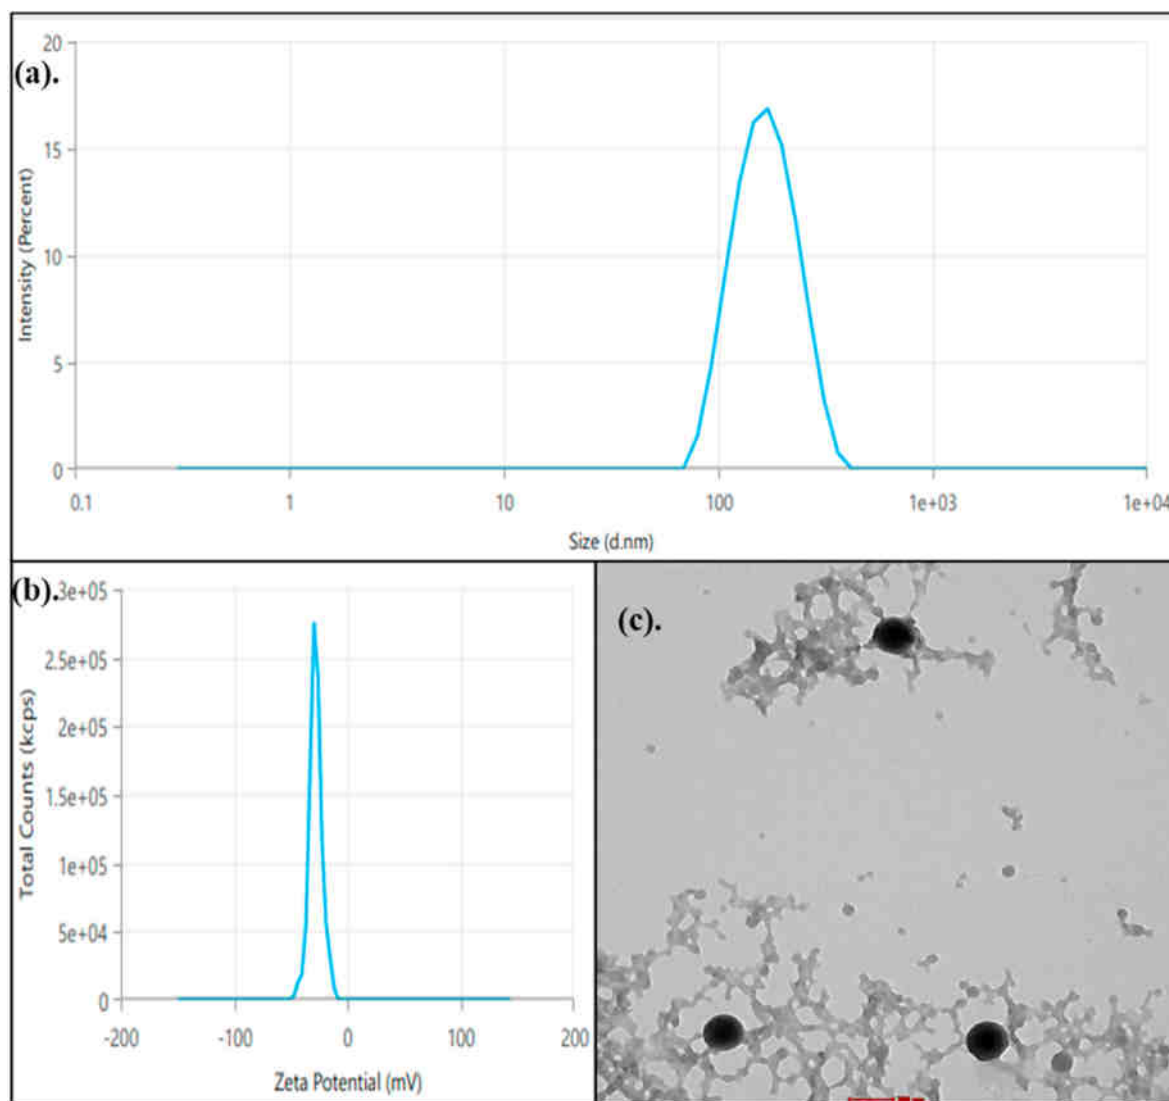 (a).
Intensity (Percent)
20
15
10
5
0
0.1 1 10 100 1e+03 1e+04
Size (d.nm)
(b).
Total Counts (kcps)
3e+05
2.5e+05
2e+05
1.5e+05
1e+05
5e+04
0
-200 -100 0 100 200
Zeta Potential (mV)
(c).